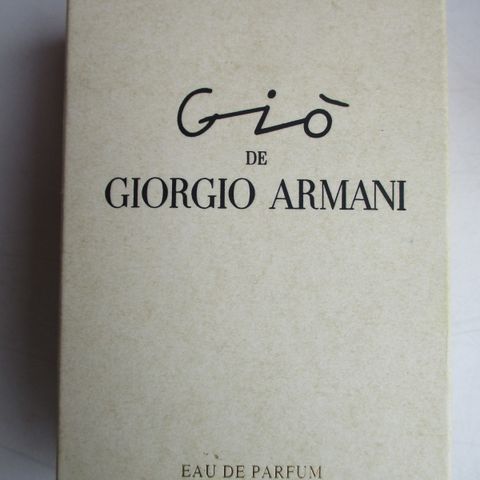 Giò
DE
GIORGIO ARMANI
EAU DE PARFUM